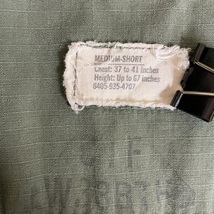 MEDIUM-SHORT
Chest: 37 to 41 inches
Height: Up to 67 inches
8405-935-4707